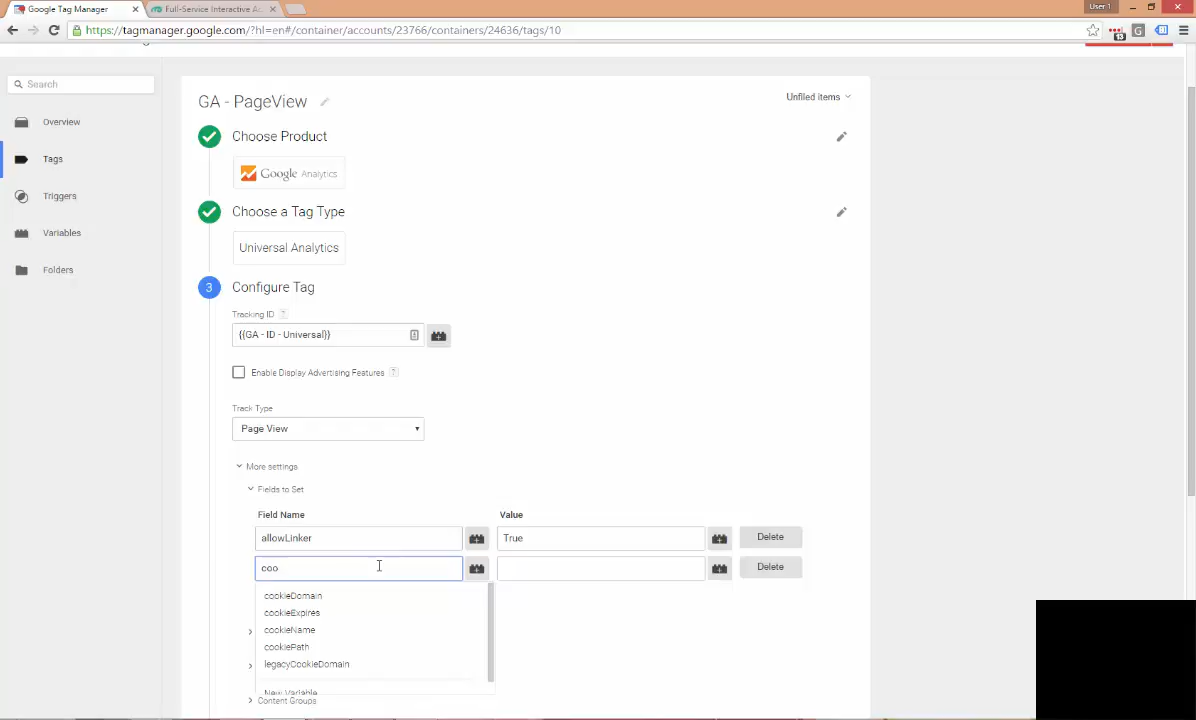 Google Tag Manager
Full-Service Interactive A
User 1
https://tagmanager.google.com/?hl=en#/container/accounts/23766/containers/24636/tags/10
Search
GA - PageView
Unfiled items
Overview
Choose Product
Tags
Google Analytics
Triggers
Choose a Tag Type
Variables
Universal Analytics
Folders
3 Configure Tag
Tracking ID ?
{{GA - ID - Universal}}
Enable Display Advertising Features ?
Track Type
Page View
More settings
Fields to Set
Field Name Value
allowLinker True Delete
coo Delete
cookieDomain
cookieExpires
cookieName
cookiePath
legacyCookieDomain
New Variable
Content Groups